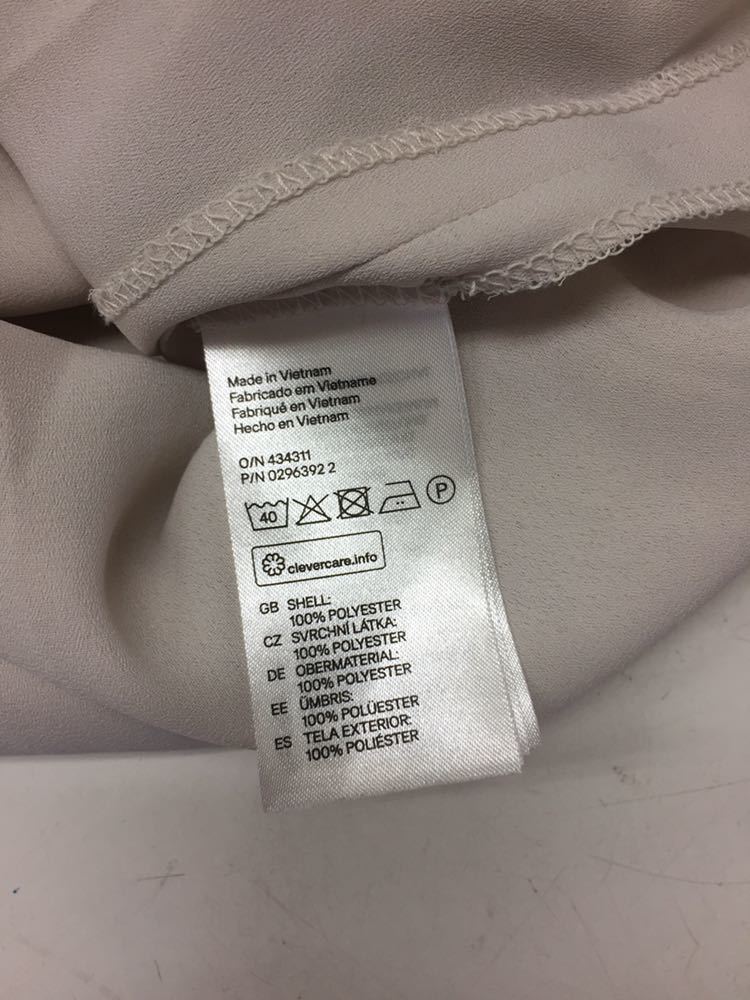 Made in Vietnam
Fabricado em Vietname
Fabriqué en Vietnam
Hecho en Vietnam
O/N 434311
P/N 0296392 2
40 P
clevercare.info
GB SHELL:
100% POLYESTER
CZ SVRCHNÍ LÁTKA:
100% POLYESTER
DE OBERMATERIAL:
100% POLYESTER
EE ÜMBRIS:
100% POLÜESTER
ES TELA EXTERIOR:
100% POLIÉSTER